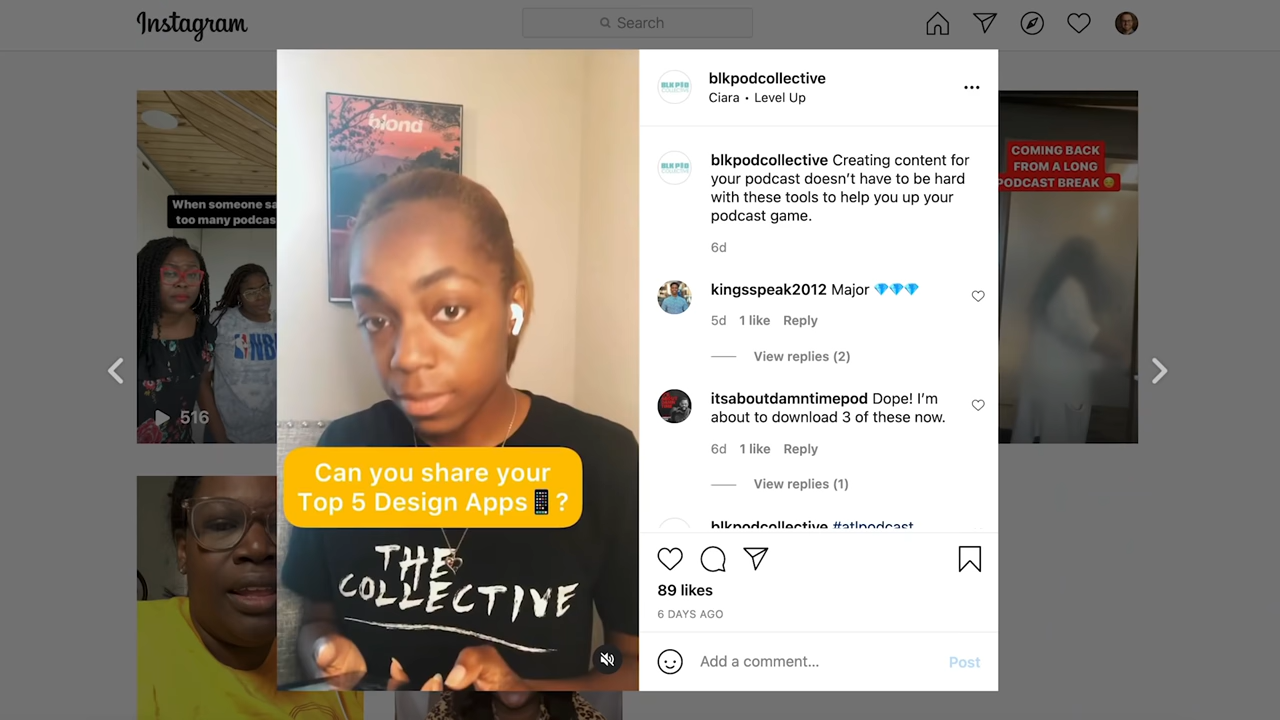 Instagram
Search
blkpodcollective
Ciara • Level Up
BLK POD
COLLECTIVE
blkpodcollective Creating content for
your podcast doesn't have to be hard
with these tools to help you up your
podcast game.
6d
kingsspeak2012 Major 💎💎💎
5d 1 like Reply
View replies (2)
itsaboutdamntimepod Dope! I'm
about to download 3 of these now.
6d 1 like Reply
View replies (1)
blkpodcollective #atlpodcast
89 likes
6 DAYS AGO
Add a comment...
Post
blond
Can you share your
Top 5 Design Apps📱?
THE
COLLECTIVE
When someone sa
too many podcas
NB
516
COMING BACK
FROM A LONG
PODCAST BREAK 😑